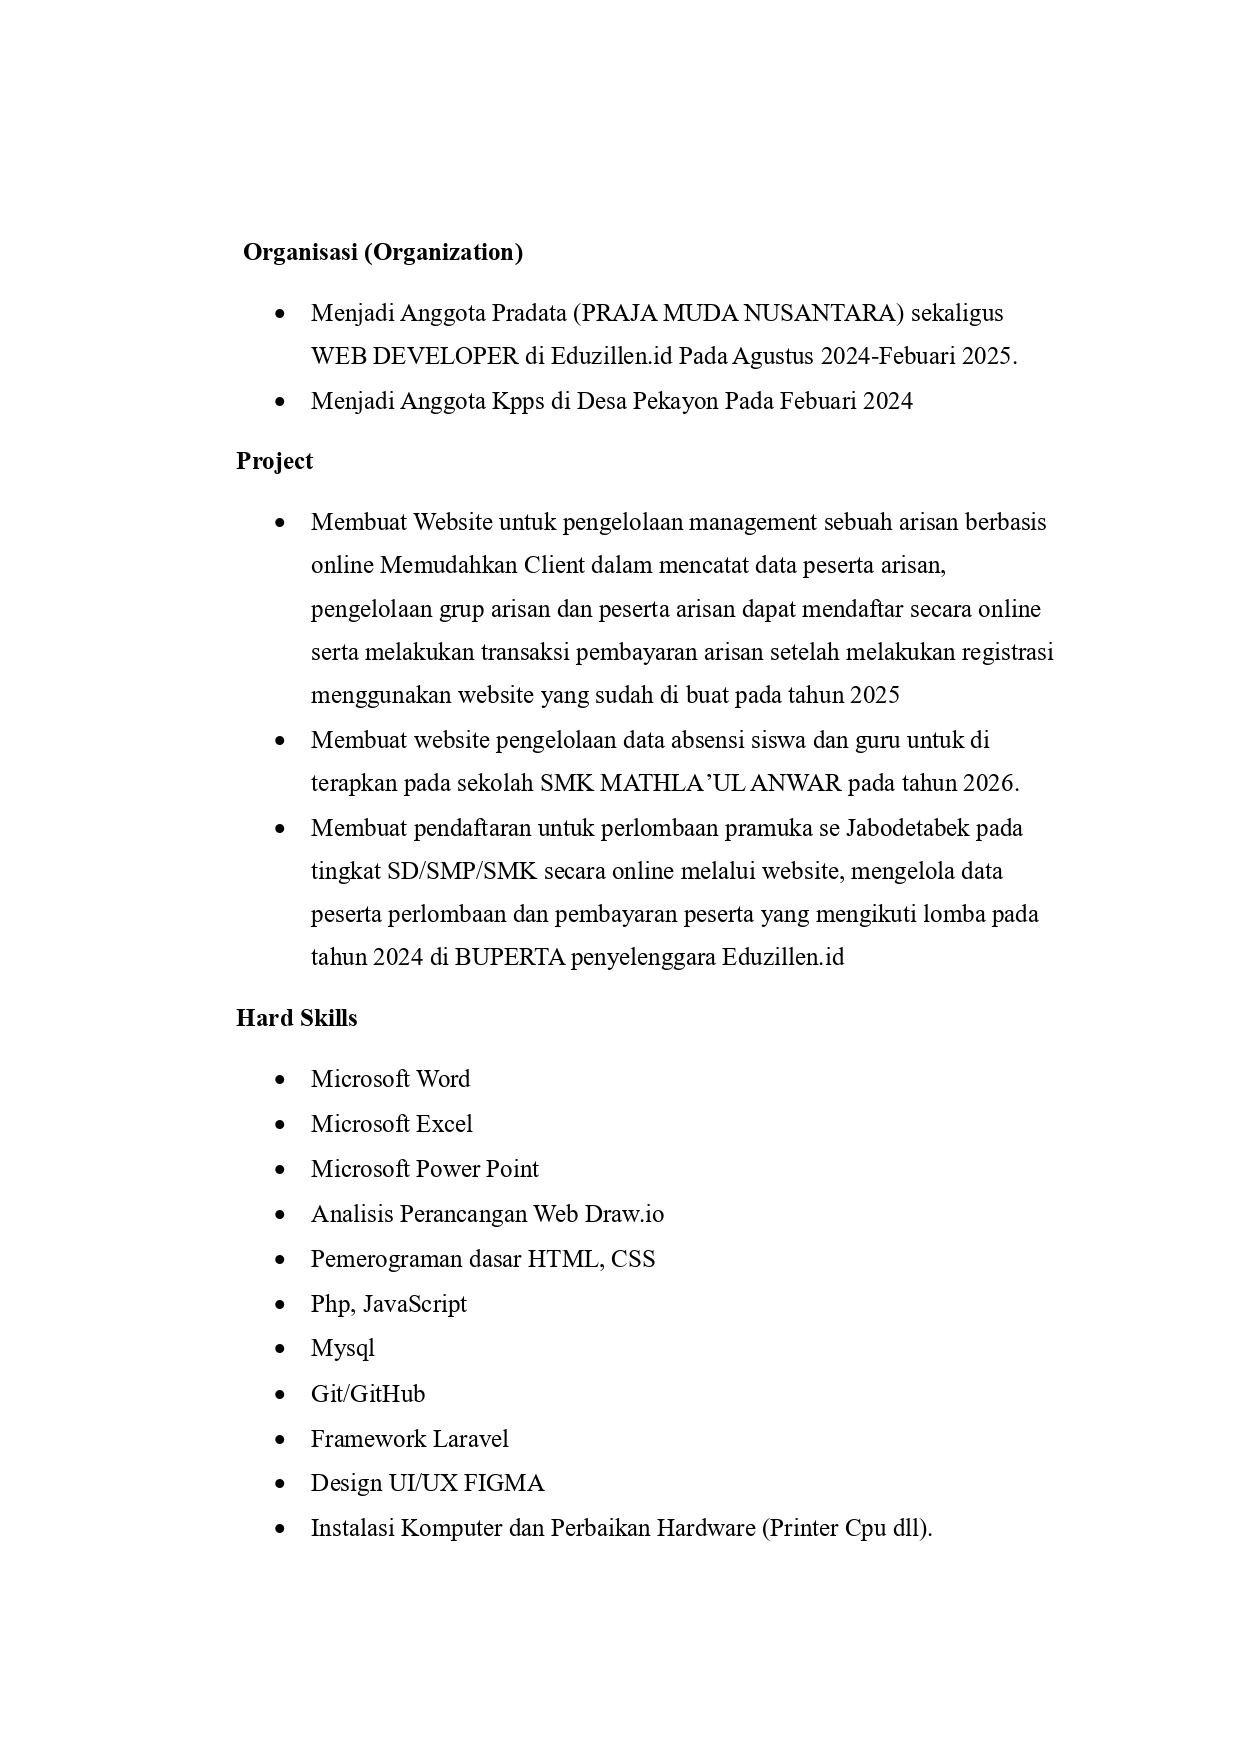 Organisasi (Organization)
• Menjadi Anggota Pradata (PRAJA MUDA NUSANTARA) sekaligus
WEB DEVELOPER di Eduzillen.id Pada Agustus 2024-Febuari 2025.
• Menjadi Anggota Kpps di Desa Pekayon Pada Febuari 2024
Project
• Membuat Website untuk pengelolaan management sebuah arisan berbasis
online Memudahkan Client dalam mencatat data peserta arisan,
pengelolaan grup arisan dan peserta arisan dapat mendaftar secara online
serta melakukan transaksi pembayaran arisan setelah melakukan registrasi
menggunakan website yang sudah di buat pada tahun 2025
• Membuat website pengelolaan data absensi siswa dan guru untuk di
terapkan pada sekolah SMK MATHLA’UL ANWAR pada tahun 2026.
• Membuat pendaftaran untuk perlombaan pramuka se Jabodetabek pada
tingkat SD/SMP/SMK secara online melalui website, mengelola data
peserta perlombaan dan pembayaran peserta yang mengikuti lomba pada
tahun 2024 di BUPERTA penyelenggara Eduzillen.id
Hard Skills
• Microsoft Word
• Microsoft Excel
• Microsoft Power Point
• Analisis Perancangan Web Draw.io
• Pemerograman dasar HTML, CSS
• Php, JavaScript
• Mysql
• Git/GitHub
• Framework Laravel
• Design UI/UX FIGMA
• Instalasi Komputer dan Perbaikan Hardware (Printer Cpu dll).